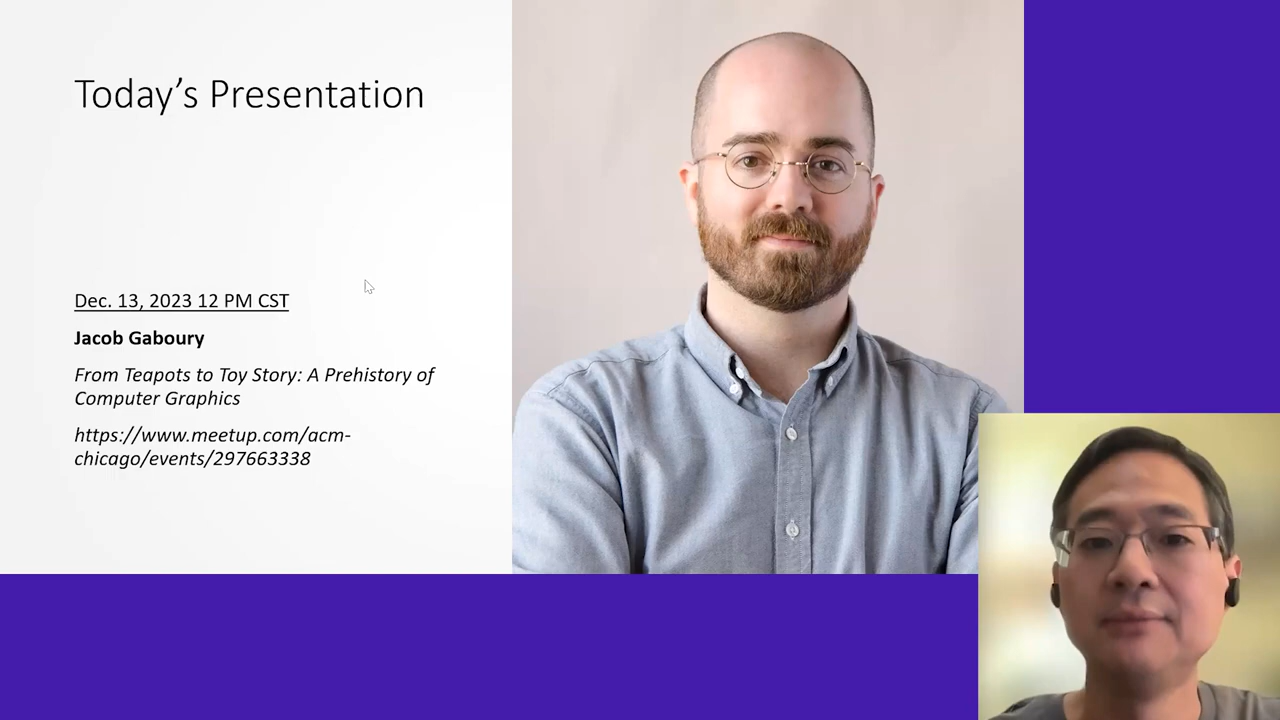 Today’s Presentation
Dec. 13, 2023 12 PM CST
Jacob Gaboury
From Teapots to Toy Story: A Prehistory of
Computer Graphics
https://www.meetup.com/acm-
chicago/events/297663338